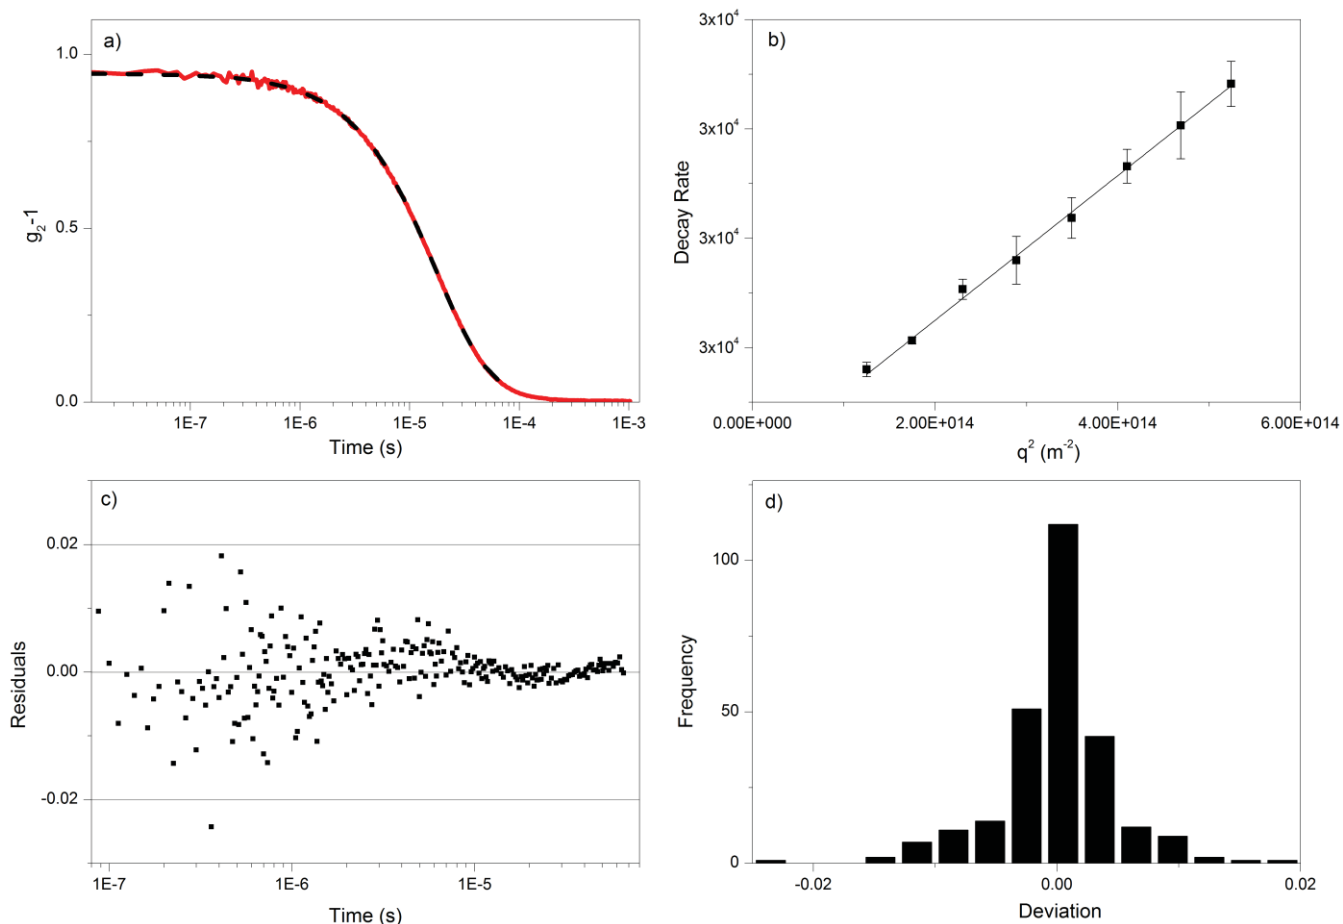 a)
1.0
0.5
0.0
g₂-1
1E-7 1E-6 1E-5 1E-4 1E-3
Time (s)
b)
3x10⁴
3x10⁴
3x10⁴
3x10⁴
Decay Rate
0.00E+000 2.00E+014 4.00E+014 6.00E+014
q² (m⁻²)
c)
0.02
0.00
-0.02
Residuals
1E-7 1E-6 1E-5
Time (s)
d)
100
50
0
Frequency
-0.02 0.00 0.02
Deviation